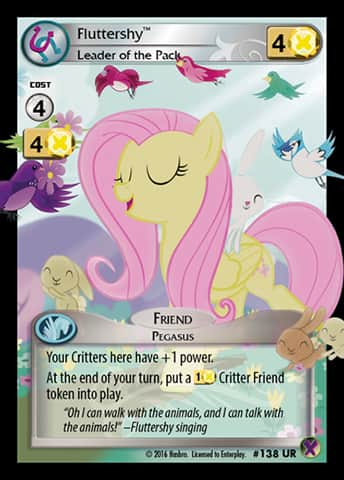 Fluttershy™
4
Leader of the Pack
COST
4
4
FRIEND
PEGASUS
Your Critters here have +1 power.
At the end of your turn, put a 1 Critter Friend
token into play.
“Oh I can walk with the animals, and I can talk with
the animals!” –Fluttershy singing
© 2016 Hasbro. Licensed to Enterplay. #138 UR